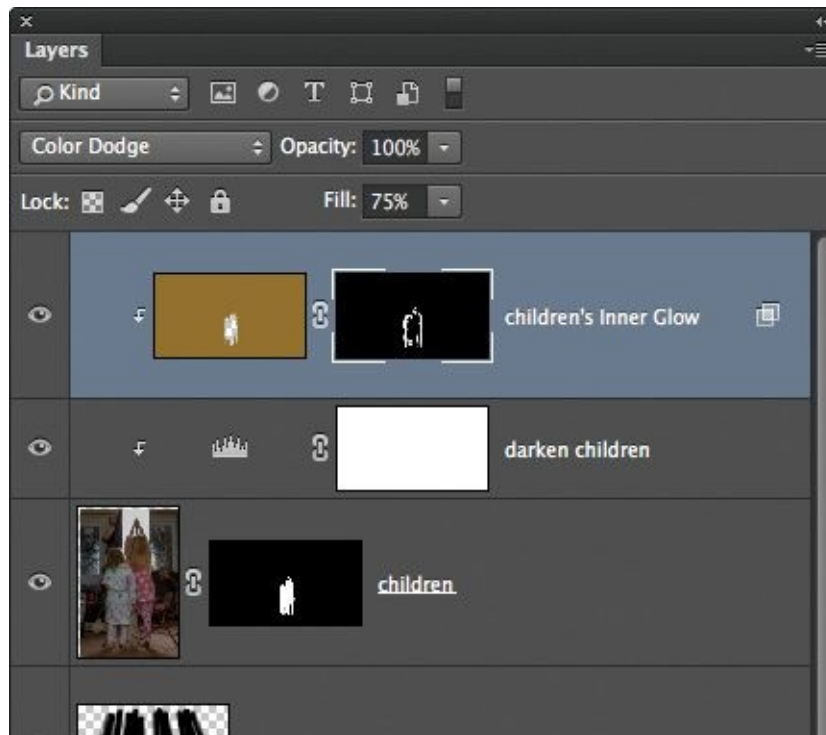 Layers
Kind
Color Dodge Opacity: 100%
Lock: Fill: 75%
children's Inner Glow
darken children
children